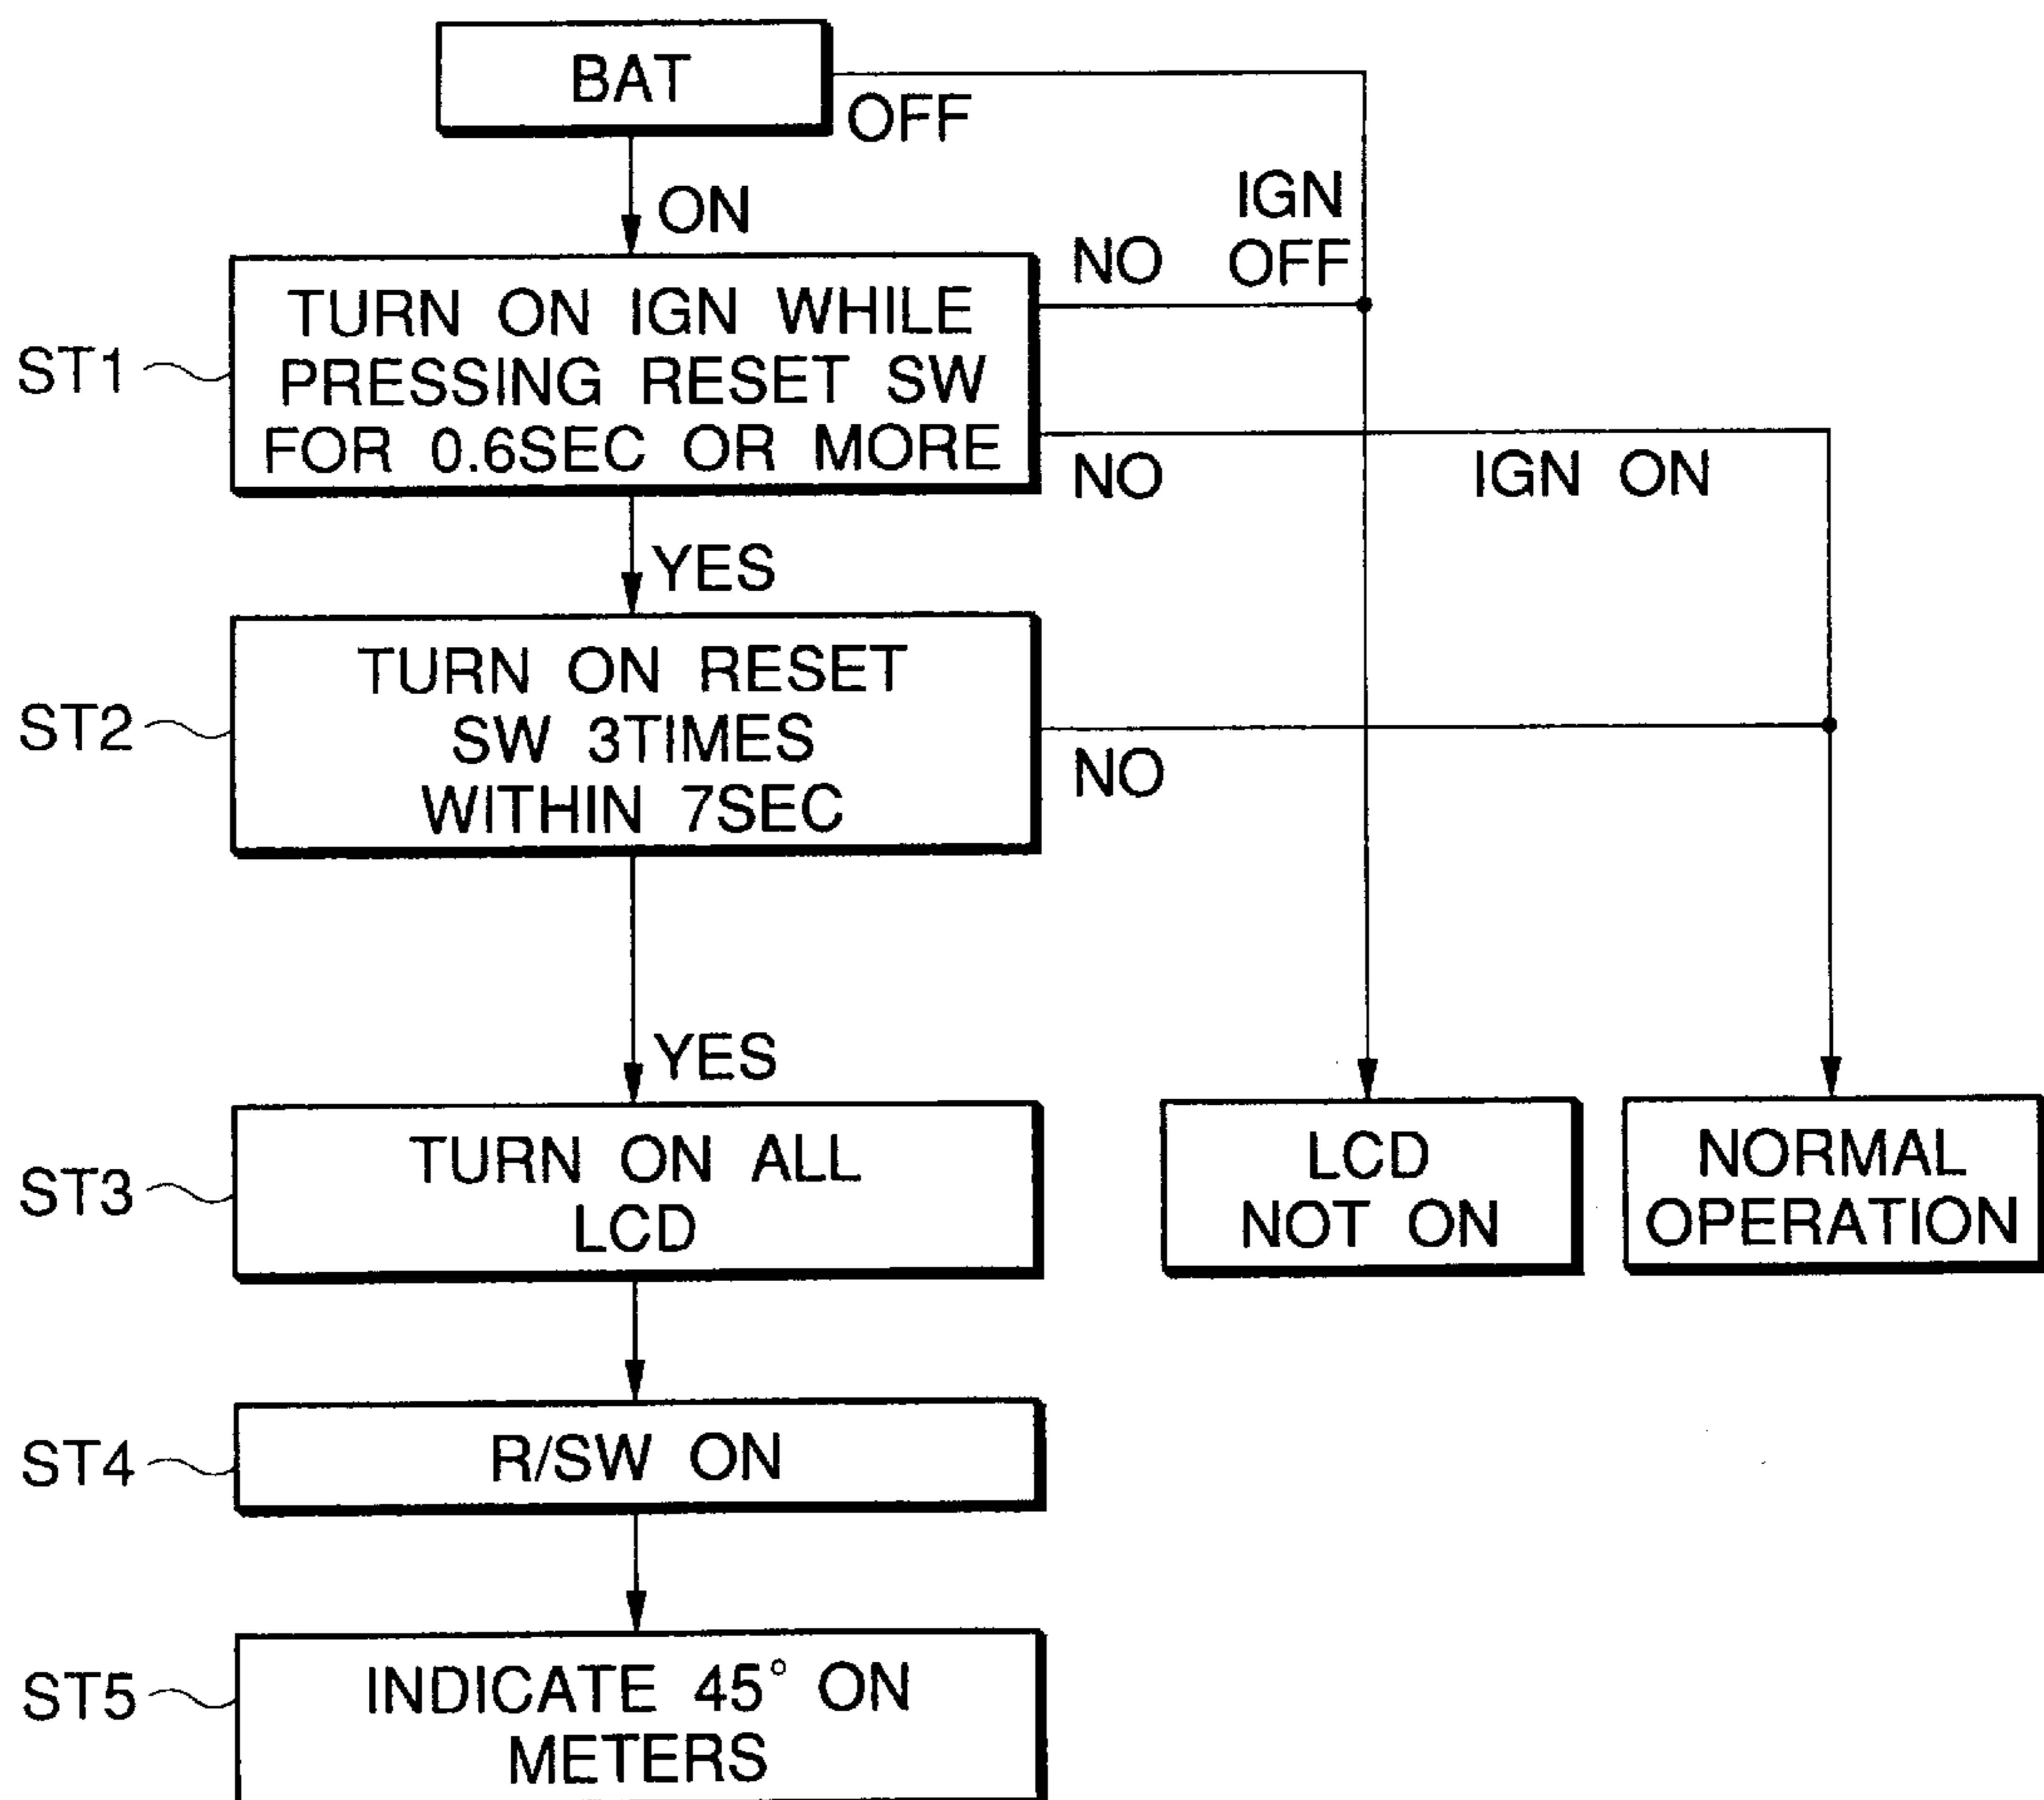 BAT
OFF
ON
IGN
OFF
NO
ST1
TURN ON IGN WHILE
PRESSING RESET SW
FOR 0.6SEC OR MORE
NO
IGN ON
YES
ST2
TURN ON RESET
SW 3TIMES
WITHIN 7SEC
NO
YES
ST3
TURN ON ALL
LCD
LCD
NOT ON
NORMAL
OPERATION
ST4
R/SW ON
ST5
INDICATE 45° ON
METERS